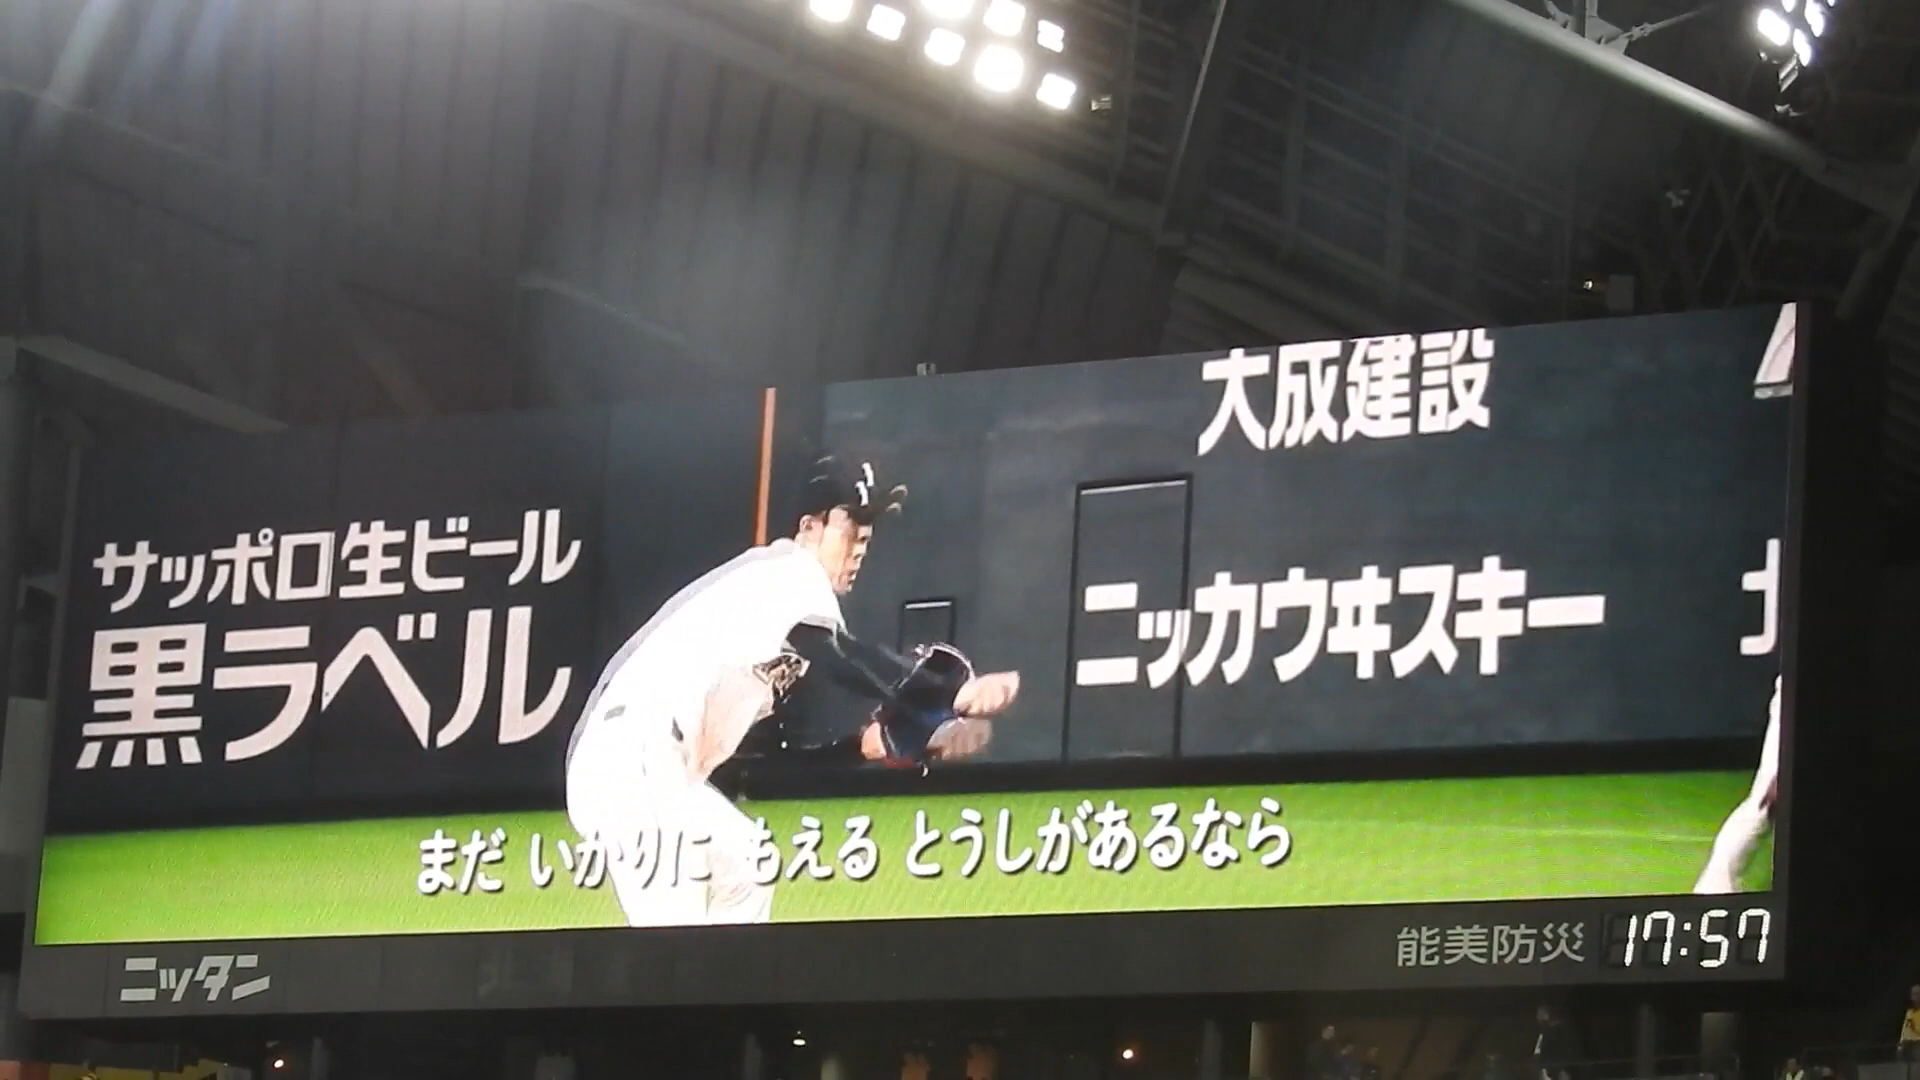 大成建設
サッポロ生ビール
黒ラベル
ニッカウヰスキー
まだ いかりに もえる とうしがあるなら
ニッタン
能美防災 17:57